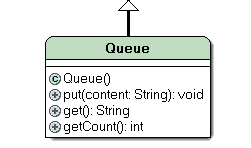 Queue
C Queue()
put(content: String): void
get(): String
getCount(): int